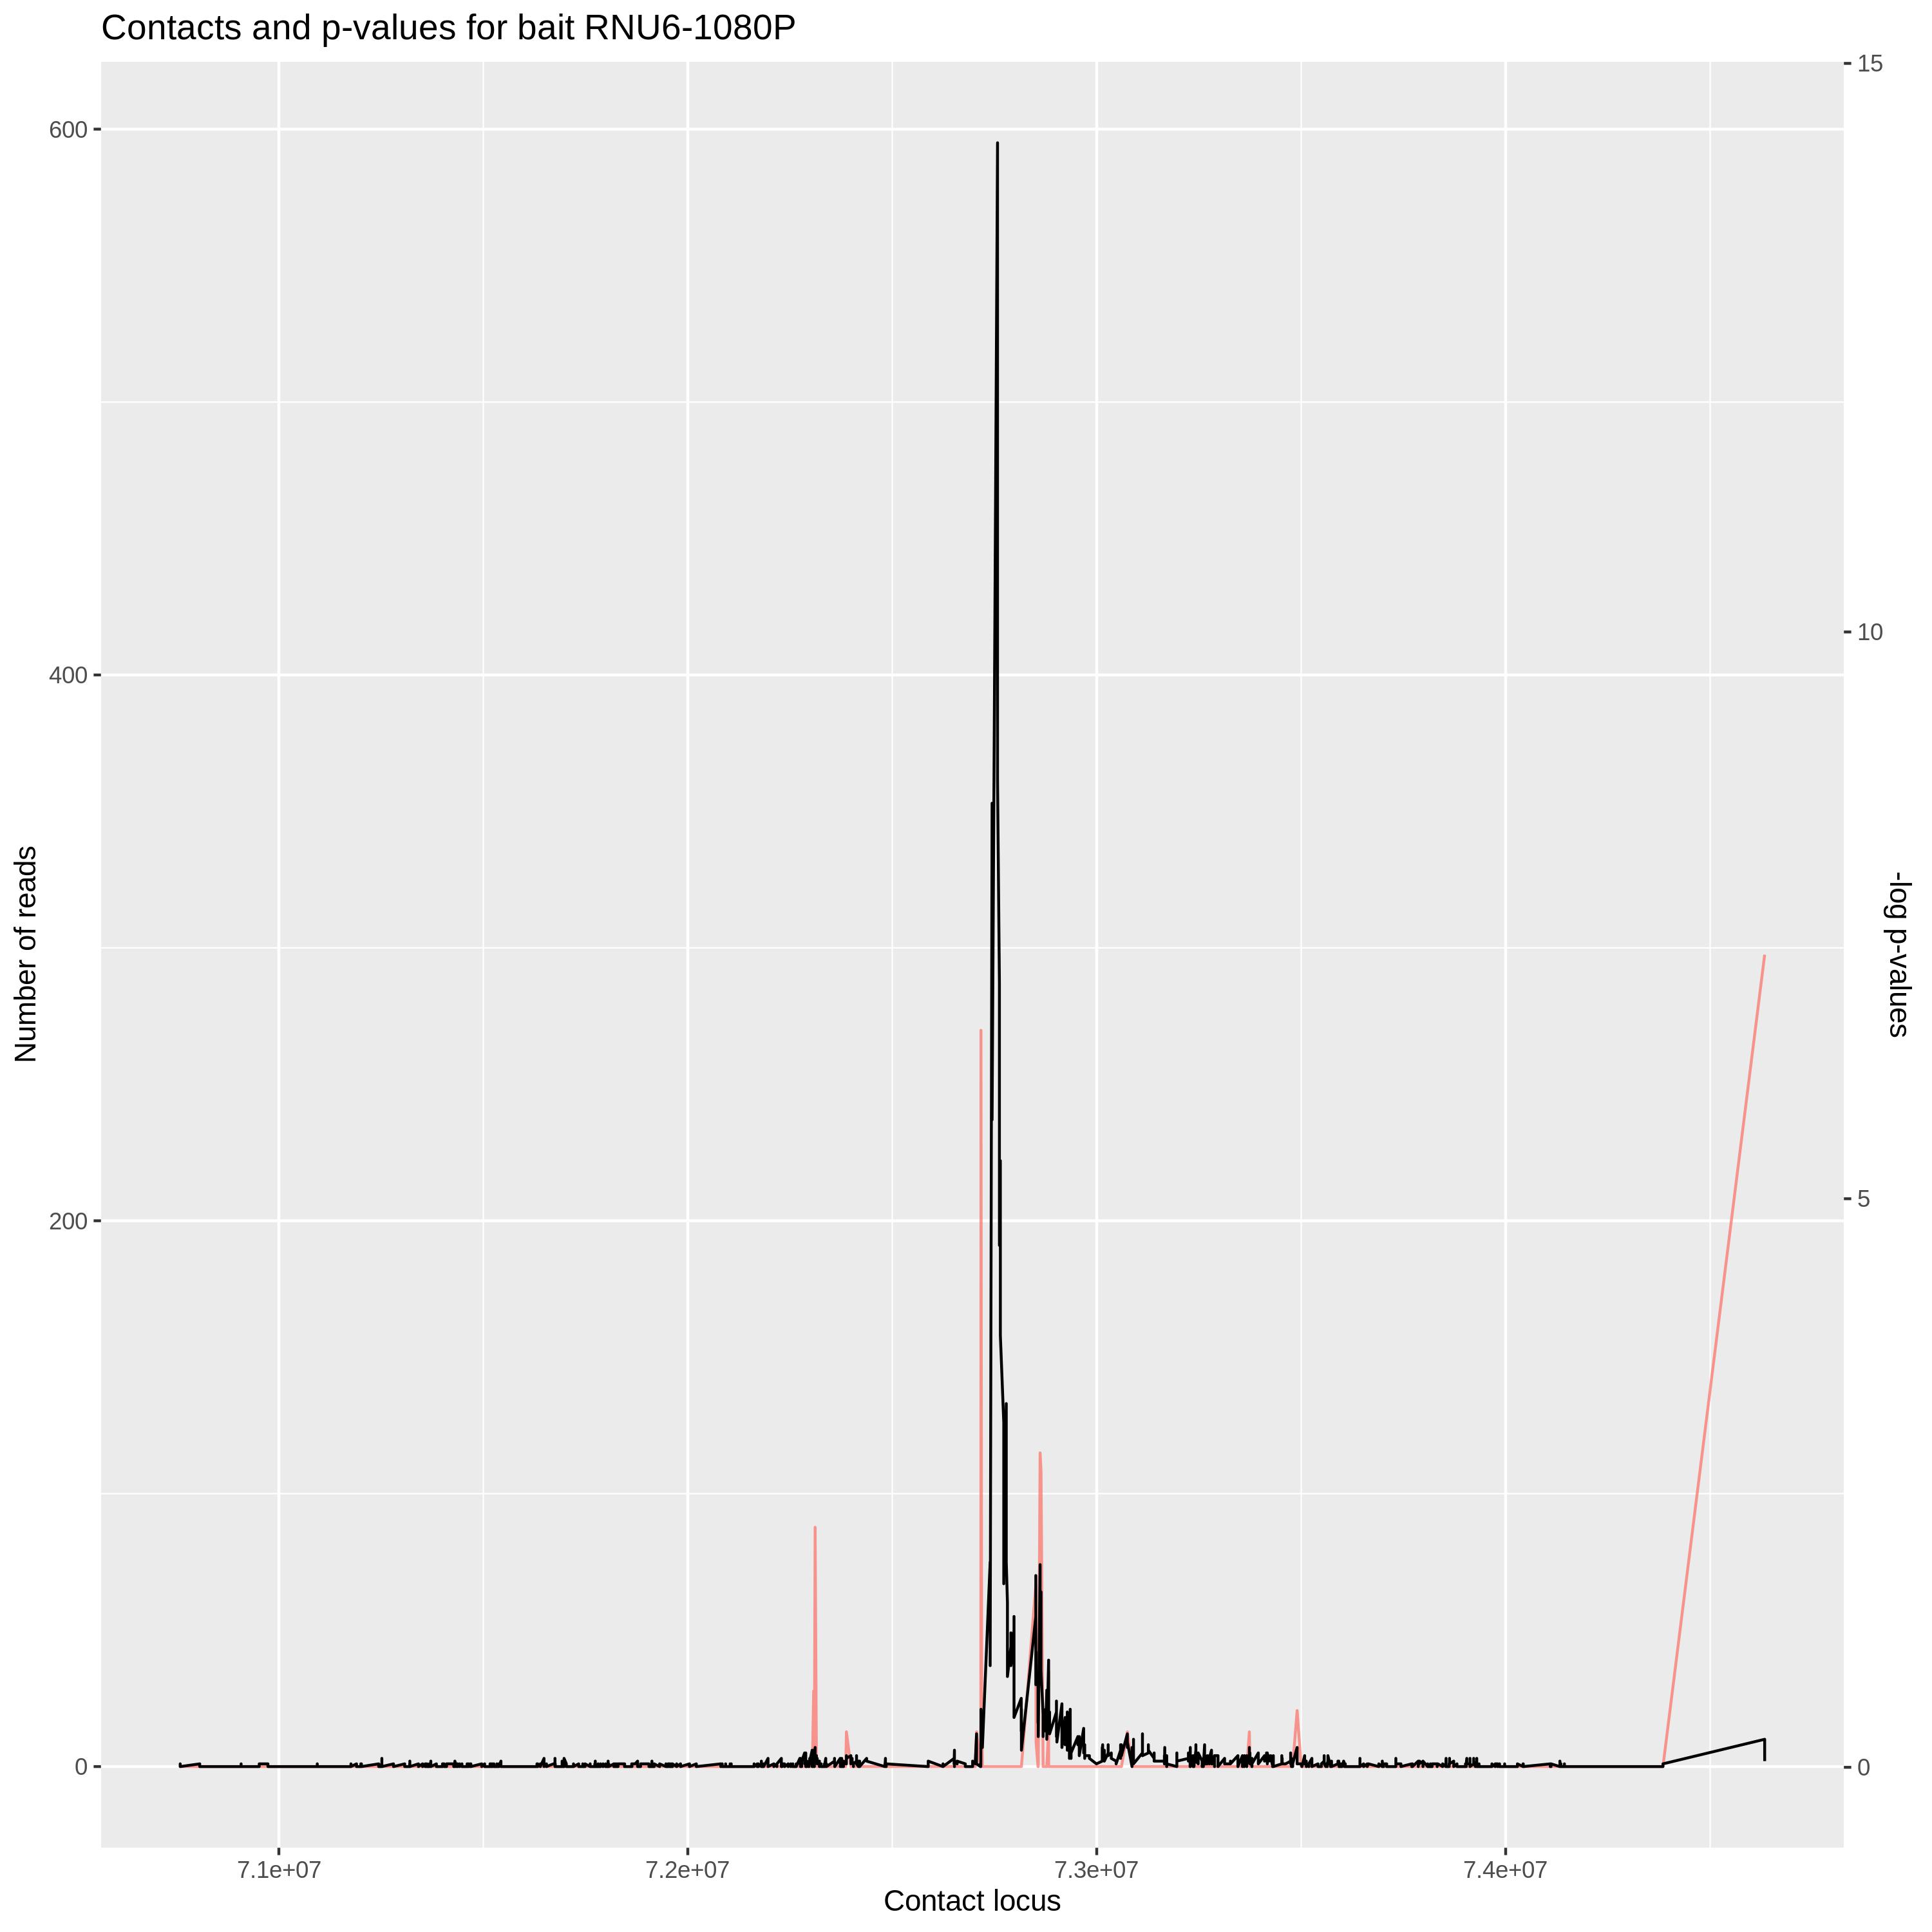 Contacts and p-values for bait RNU6-1080P
15
600
10
400
Number of reads
-log p-values
5
200
0
0
7.1e+07
7.2e+07
7.3e+07
7.4e+07
Contact locus